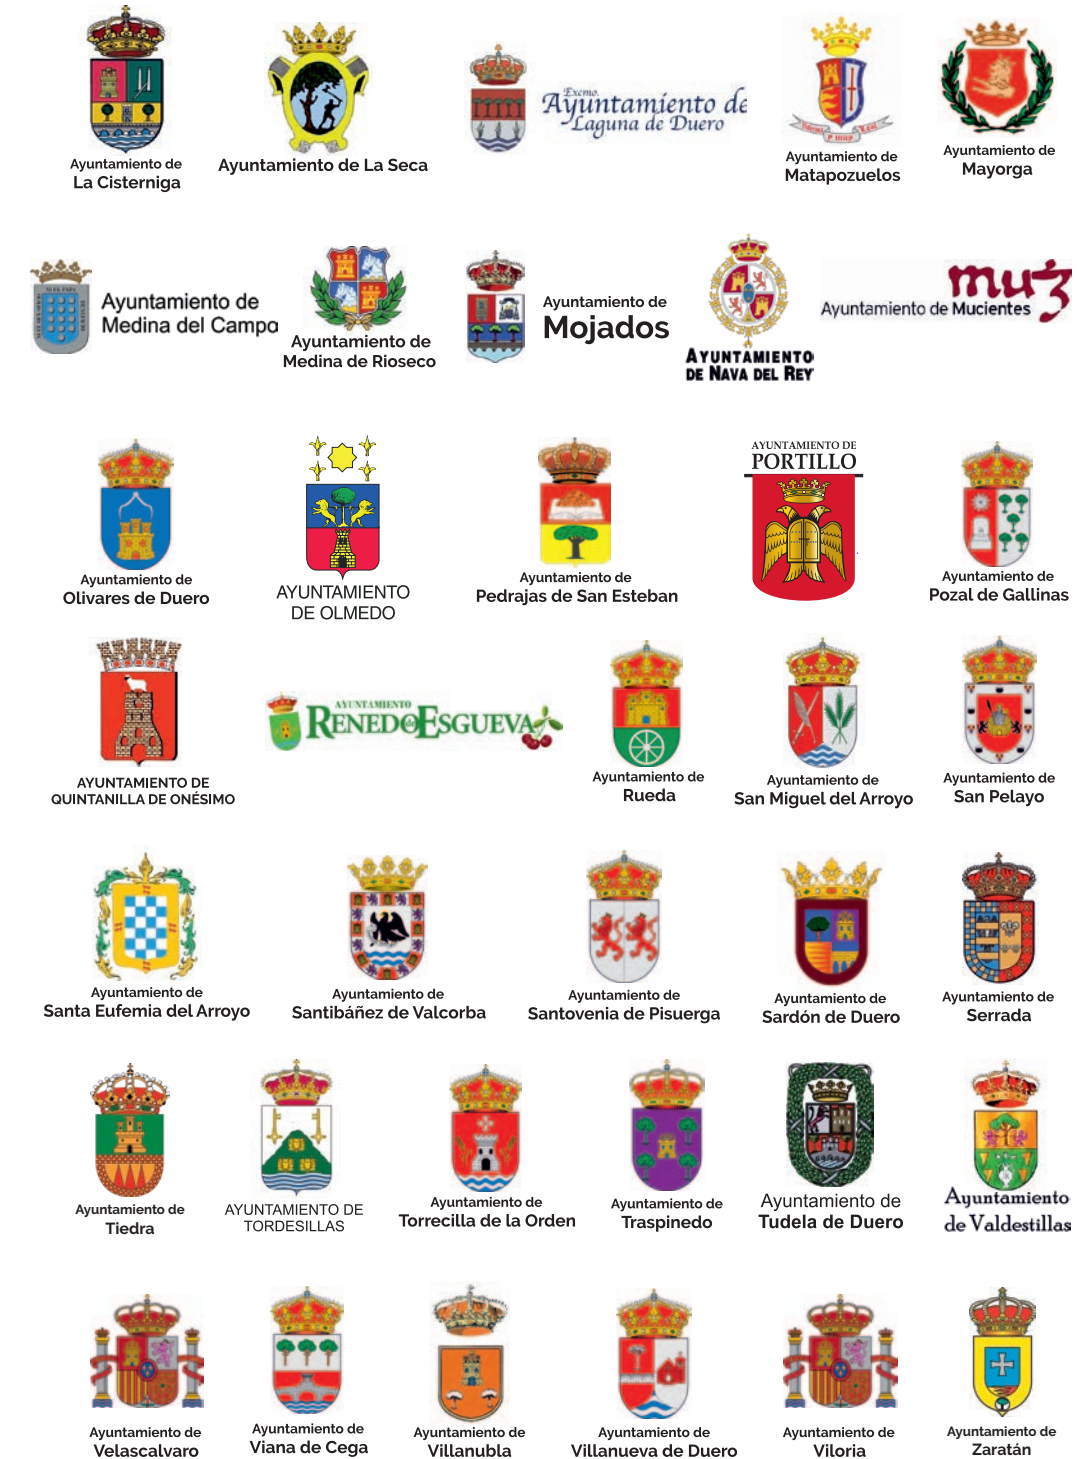 Ayuntamiento de
La Cisterniga
Ayuntamiento de La Seca
Excmo.
Ayuntamiento de
Laguna de Duero
Ayuntamiento de
Matapozuelos
Ayuntamiento de
Mayorga
Ayuntamiento de
Medina del Campo
Ayuntamiento de
Medina de Rioseco
Ayuntamiento de
Mojados
AYUNTAMIENTO
DE NAVA DEL REY
muz
Ayuntamiento de Mucientes
Ayuntamiento de
Olivares de Duero
AYUNTAMIENTO
DE OLMEDO
Ayuntamiento de
Pedrajas de San Esteban
AYUNTAMIENTO DE
PORTILLO
Ayuntamiento de
Pozal de Gallinas
AYUNTAMIENTO DE
QUINTANILLA DE ONÉSIMO
AYUNTAMIENTO
RENEDO de ESGUEVA
Ayuntamiento de
Rueda
Ayuntamiento de
San Miguel del Arroyo
Ayuntamiento de
San Pelayo
Ayuntamiento de
Santa Eufemia del Arroyo
Ayuntamiento de
Santibáñez de Valcorba
Ayuntamiento de
Santovenia de Pisuerga
Ayuntamiento de
Sardón de Duero
Ayuntamiento de
Serrada
Ayuntamiento de
Tiedra
AYUNTAMIENTO DE
TORDESILLAS
Ayuntamiento de
Torrecilla de la Orden
Ayuntamiento de
Traspinedo
Ayuntamiento de
Tudela de Duero
Ayuntamiento
de Valdestillas
Ayuntamiento de
Velascalvaro
Ayuntamiento de
Viana de Cega
Ayuntamiento de
Villanubla
Ayuntamiento de
Villanueva de Duero
Ayuntamiento de
Viloria
Ayuntamiento de
Zaratán